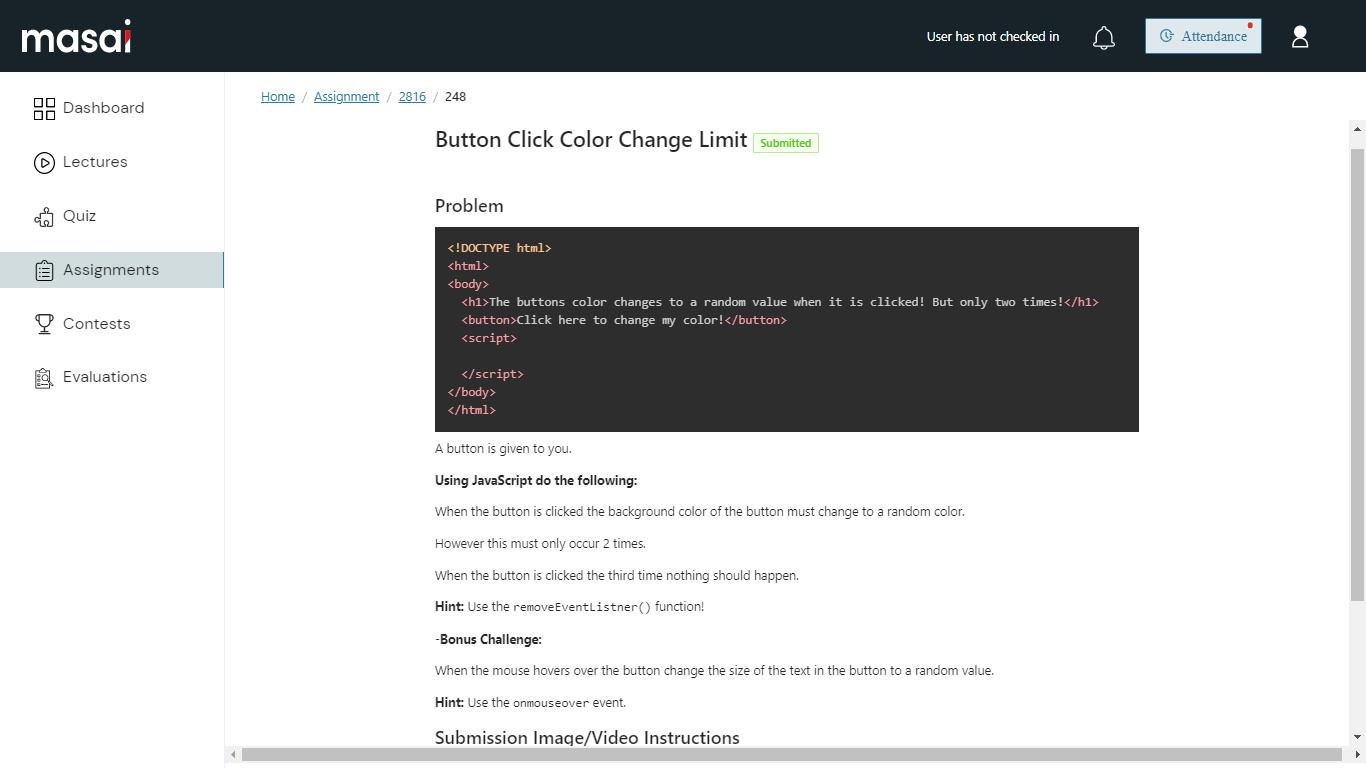 masai
User has not checked in
Attendance
Dashboard
Lectures
Quiz
Assignments
Contests
Evaluations
Home / Assignment / 2816 / 248
Button Click Color Change Limit Submitted
Problem
<!DOCTYPE html>
<html>
<body>
  <h1>The buttons color changes to a random value when it is clicked! But only two times!</h1>
  <button>Click here to change my color!</button>
  <script>
  </script>
</body>
</html>
A button is given to you.
Using JavaScript do the following:
When the button is clicked the background color of the button must change to a random color.
However this must only occur 2 times.
When the button is clicked the third time nothing should happen.
Hint: Use the removeEventListner() function!
-Bonus Challenge:
When the mouse hovers over the button change the size of the text in the button to a random value.
Hint: Use the onmouseover event.
Submission Image/Video Instructions